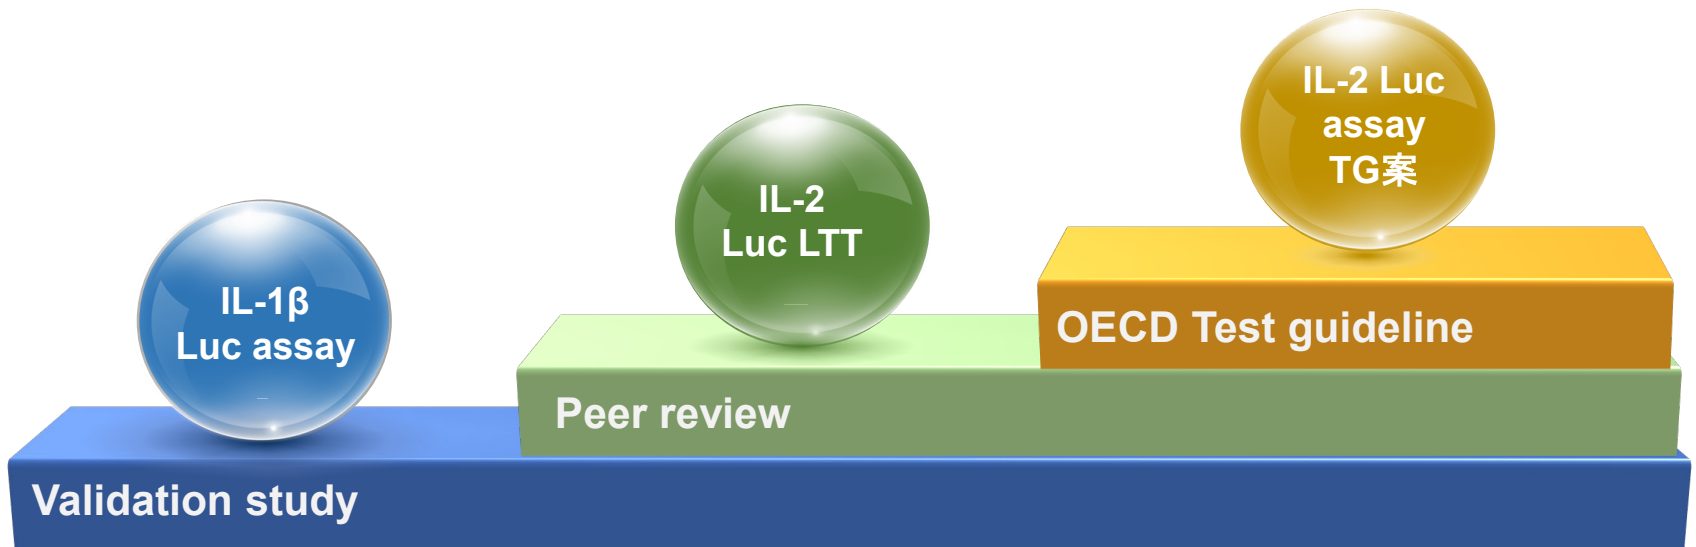 IL-1β
Luc assay
IL-2
Luc LTT
IL-2 Luc
assay
TG案
OECD Test guideline
Peer review
Validation study